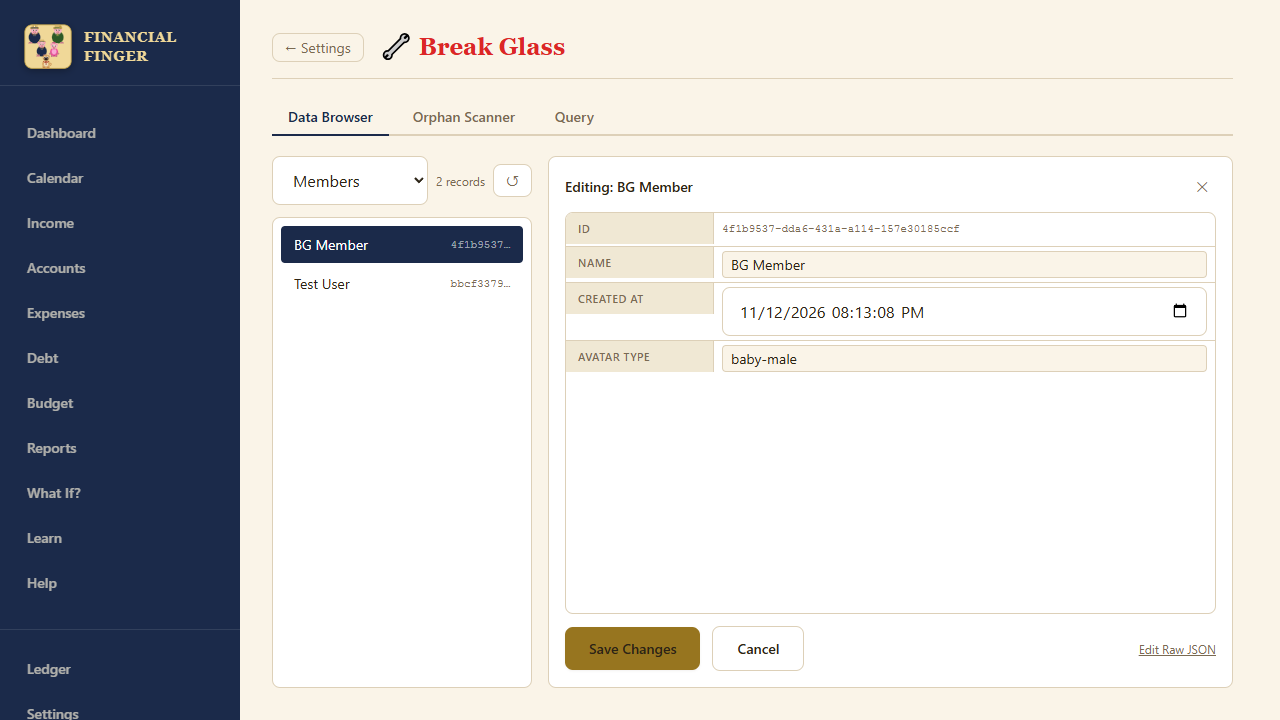 FINANCIAL
FINGER
Dashboard
Calendar
Income
Accounts
Expenses
Debt
Budget
Reports
What If?
Learn
Help
Ledger
Settings
← Settings
Break Glass
Data Browser
Orphan Scanner
Query
Members
2 records
↺
BG Member
4f1b9537…
Test User
bbcf3379…
Editing: BG Member
×
ID
4f1b9537-dda6-431a-a114-157e30185ccf
NAME
BG Member
CREATED AT
11/12/2026 08:13:08 PM
AVATAR TYPE
baby-male
Save Changes
Cancel
Edit Raw JSON